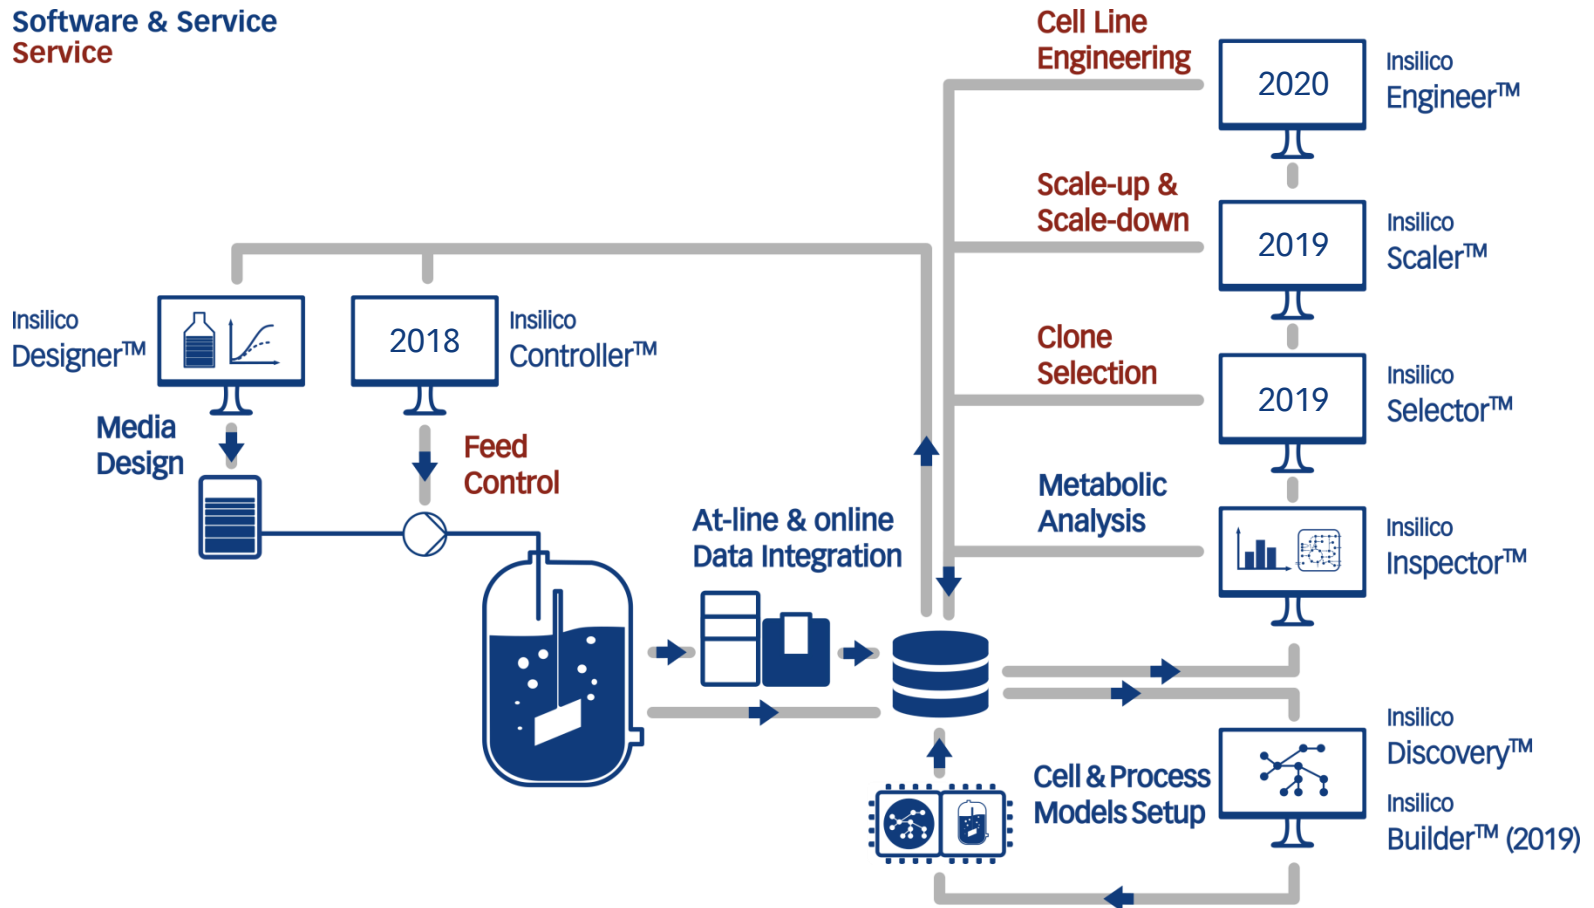 Software & Service
Service
Cell Line
Engineering
2020
Insilico
Engineer™
Scale-up &
Scale-down
2019
Insilico
Scaler™
Insilico
Designer™
2018
Insilico
Controller™
Clone
Selection
2019
Insilico
Selector™
Media
Design
Feed
Control
At-line & online
Data Integration
Metabolic
Analysis
Insilico
Inspector™
Cell & Process
Models Setup
Insilico
Discovery™
Insilico
Builder™ (2019)